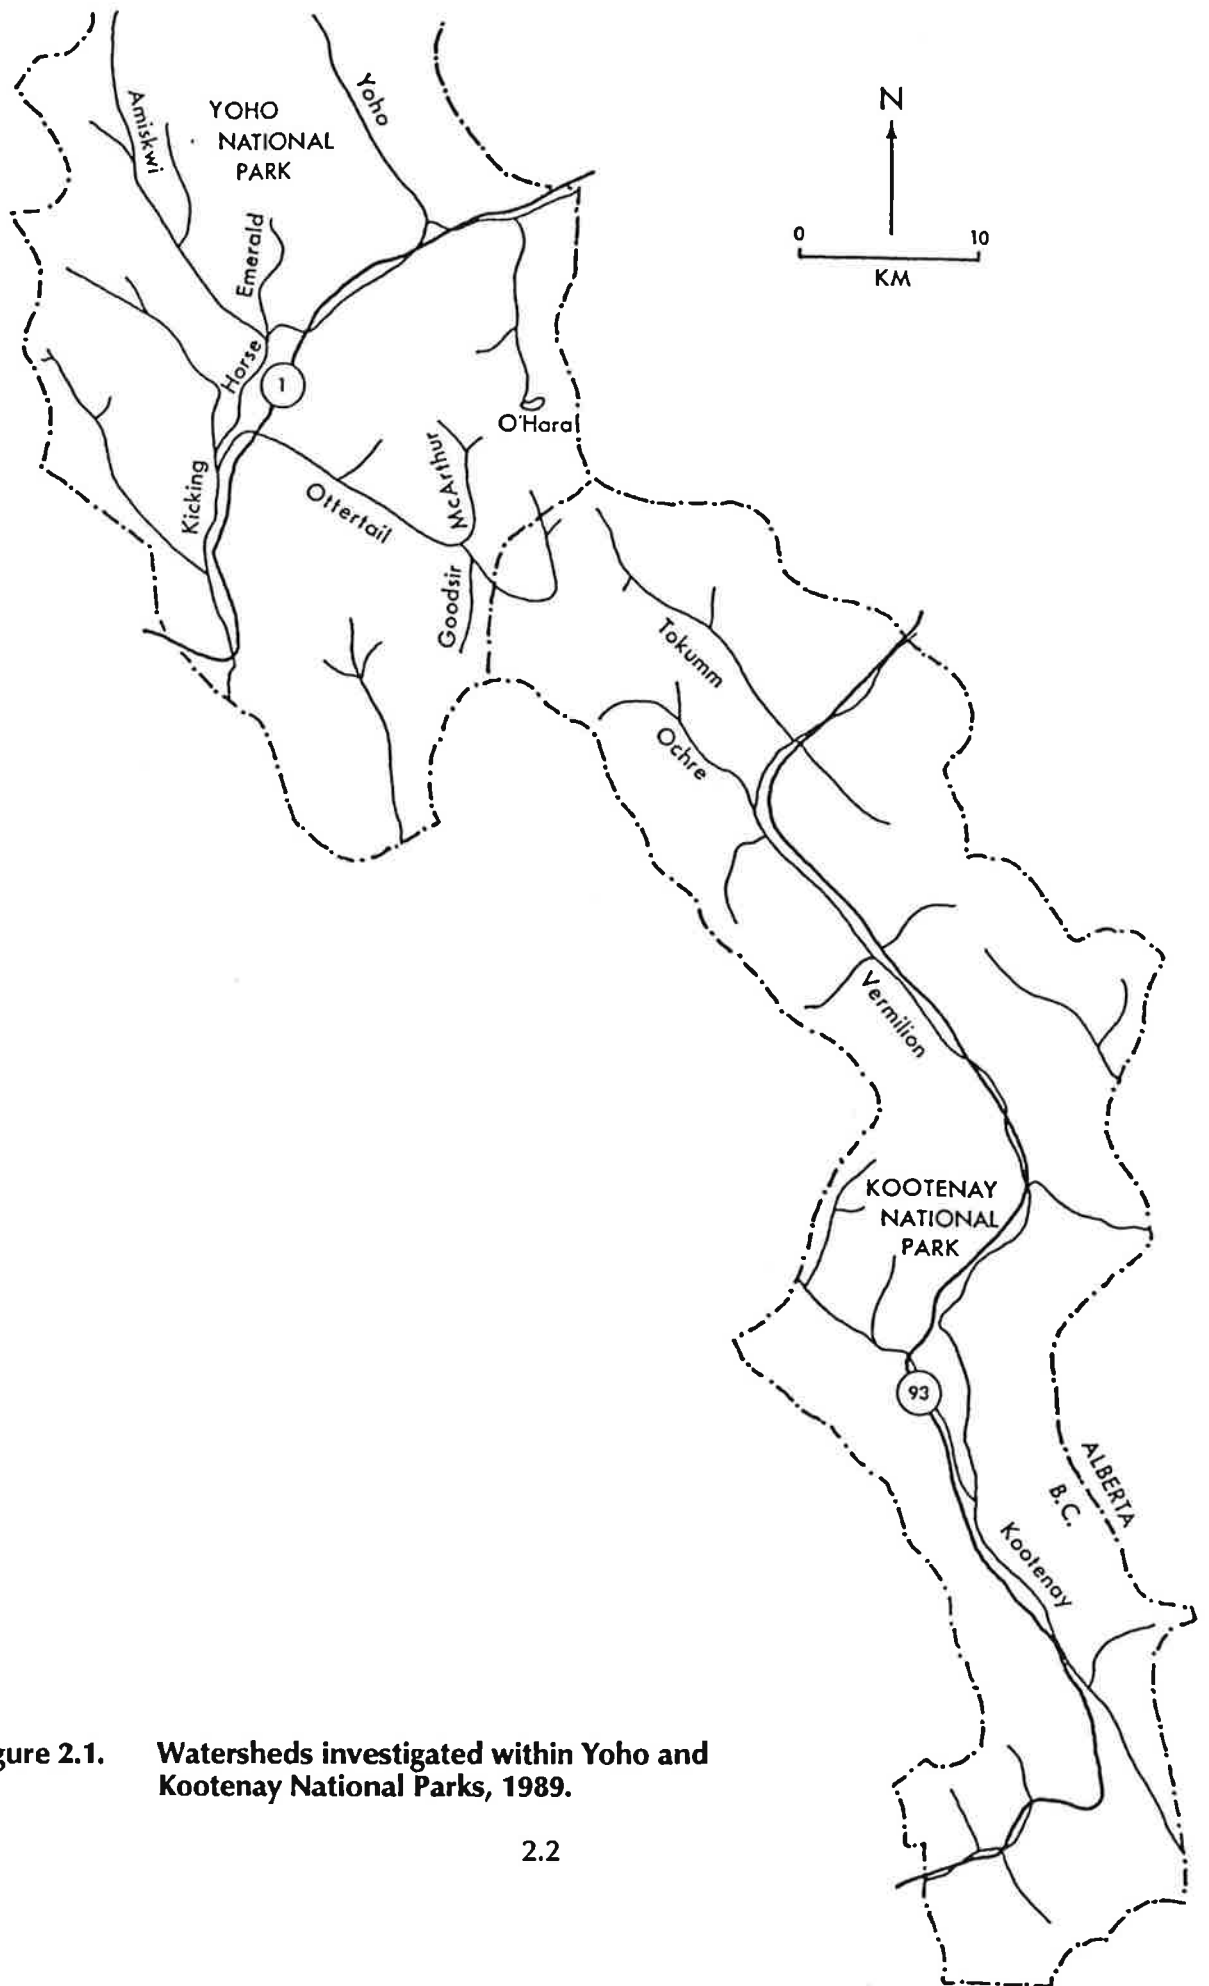 Amiskwi
YOHO
NATIONAL
PARK
Yoho
N
0 10
KM
Emerald
Horse
1
O'Hara
McArthur
Kicking
Ottertail
Goodsir
Tokumm
Ochre
Vermilion
KOOTENAY
NATIONAL
PARK
93
ALBERTA
B.C.
Kootenay
gure 2.1. Watersheds investigated within Yoho and
Kootenay National Parks, 1989.
2.2